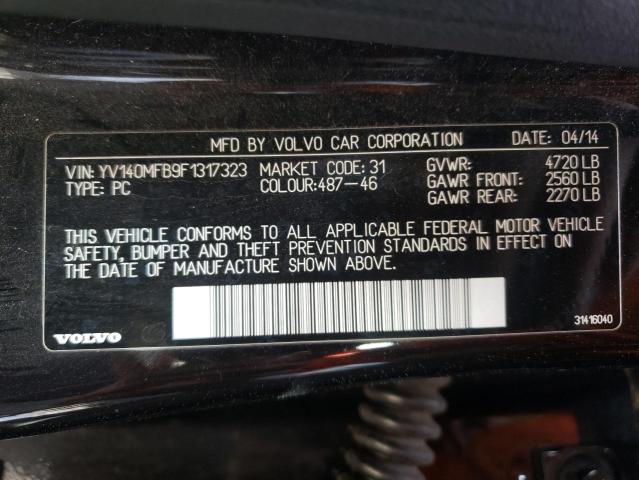 MFD BY VOLVO CAR CORPORATION DATE: 04/14
VIN: YV140MFB9F1317323 MARKET CODE: 31 GVWR: 4720 LB
TYPE: PC COLOUR:487-46 GAWR FRONT: 2560 LB
GAWR REAR: 2270 LB
THIS VEHICLE CONFORMS TO ALL APPLICABLE FEDERAL MOTOR VEHICLE
SAFETY, BUMPER AND THEFT PREVENTION STANDARDS IN EFFECT ON
THE DATE OF MANUFACTURE SHOWN ABOVE.
VOLVO 31416040